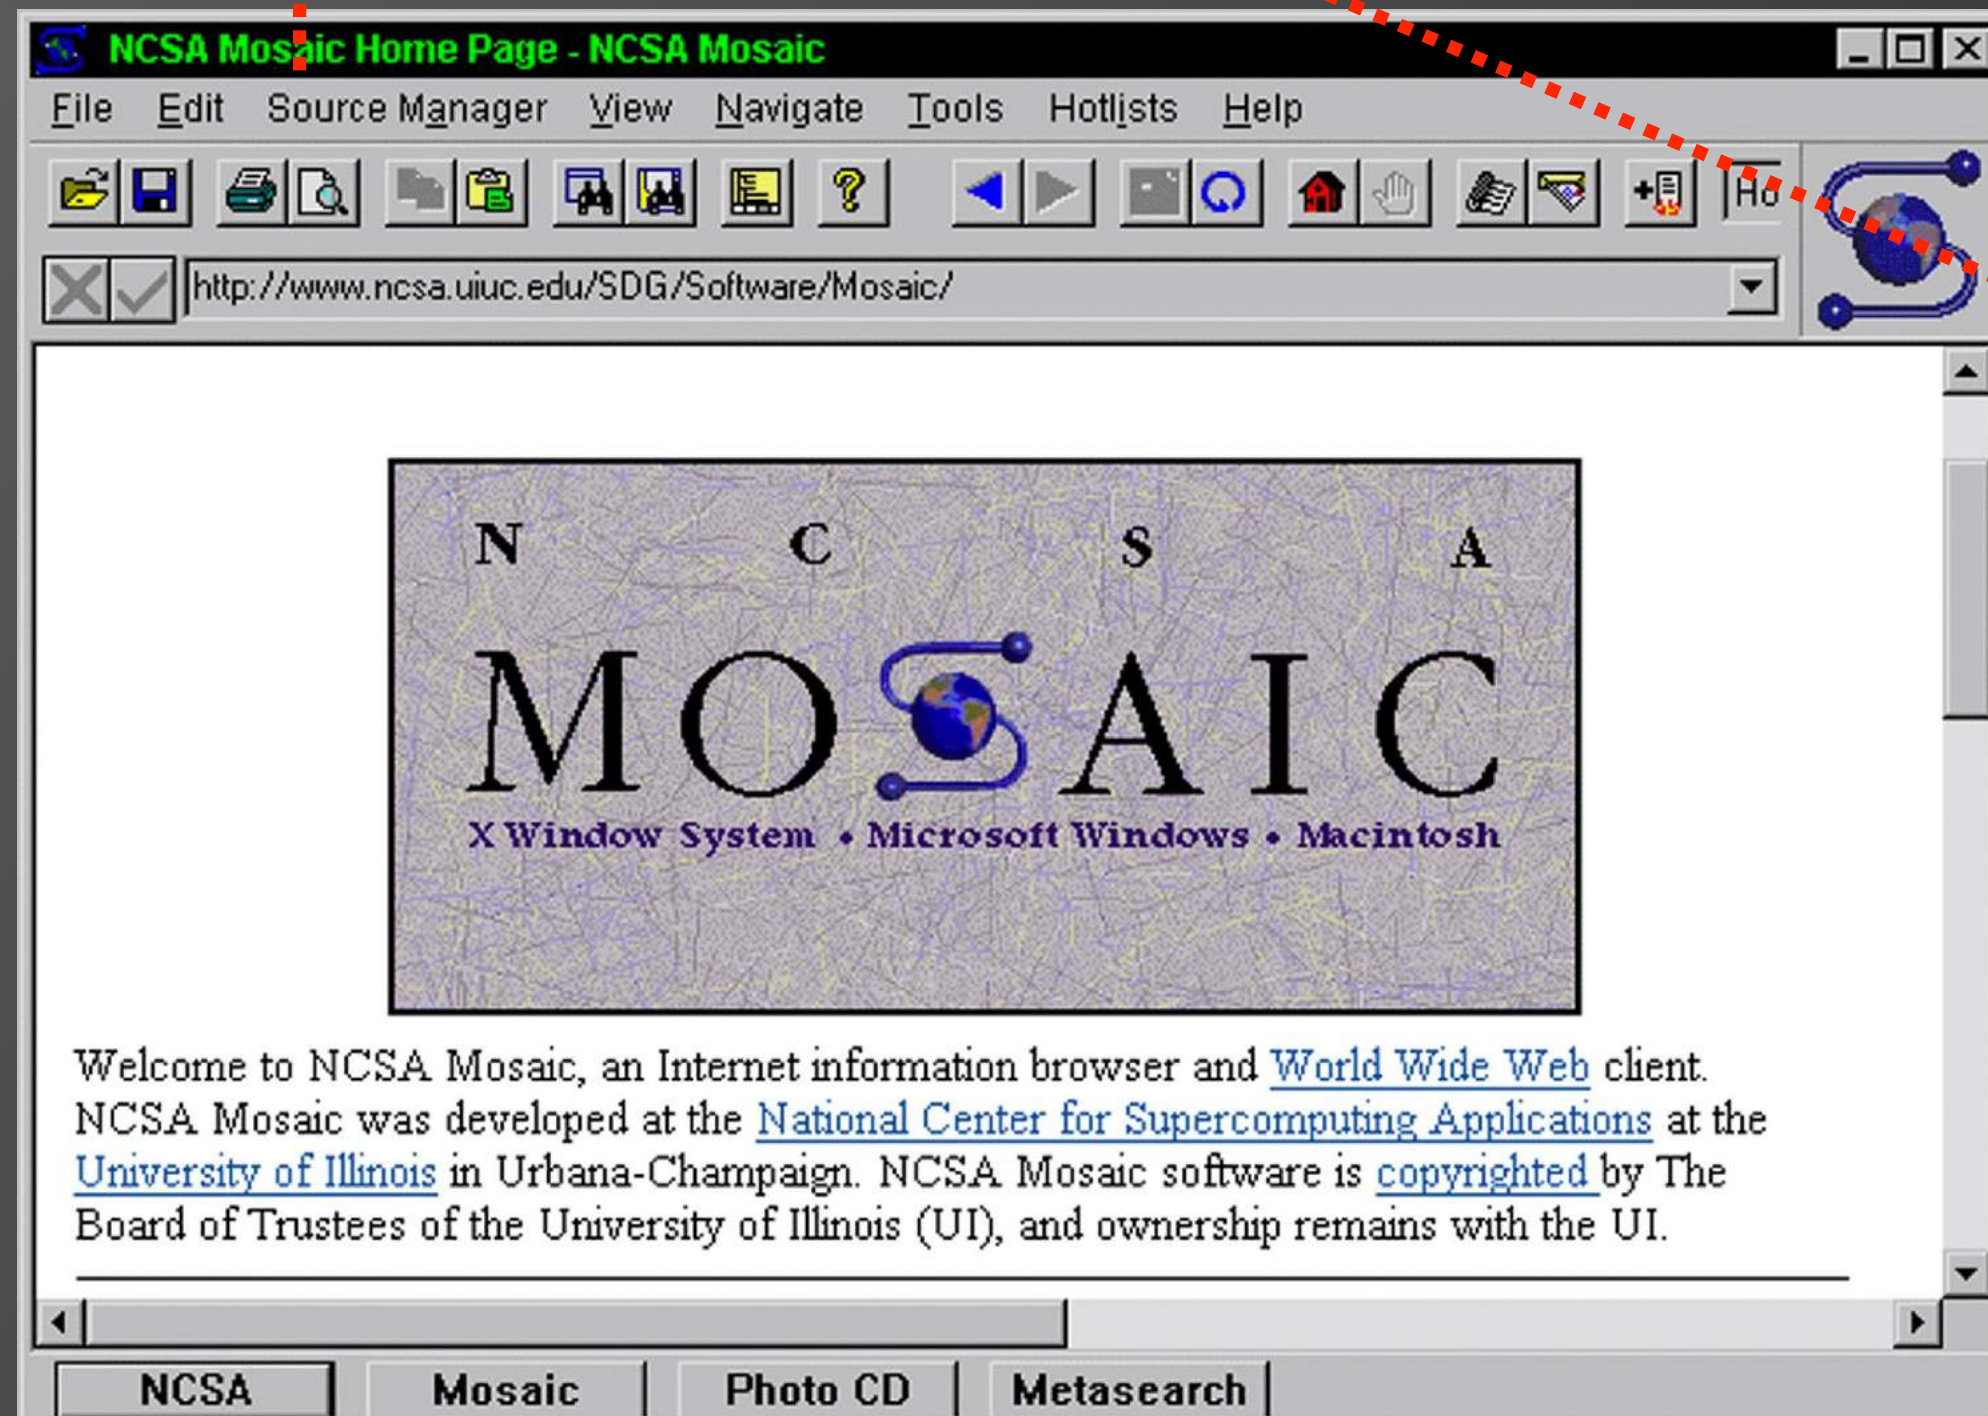 NCSA Mosaic Home Page - NCSA Mosaic
File Edit Source Manager View Navigate Tools Hotlists Help
Ho
http://www.ncsa.uiuc.edu/SDG/Software/Mosaic/
N C S A
MOSAIC
X Window System • Microsoft Windows • Macintosh
Welcome to NCSA Mosaic, an Internet information browser and World Wide Web client.
NCSA Mosaic was developed at the National Center for Supercomputing Applications at the
University of Illinois in Urbana-Champaign. NCSA Mosaic software is copyrighted by The
Board of Trustees of the University of Illinois (UI), and ownership remains with the UI.
NCSA Mosaic Photo CD Metasearch